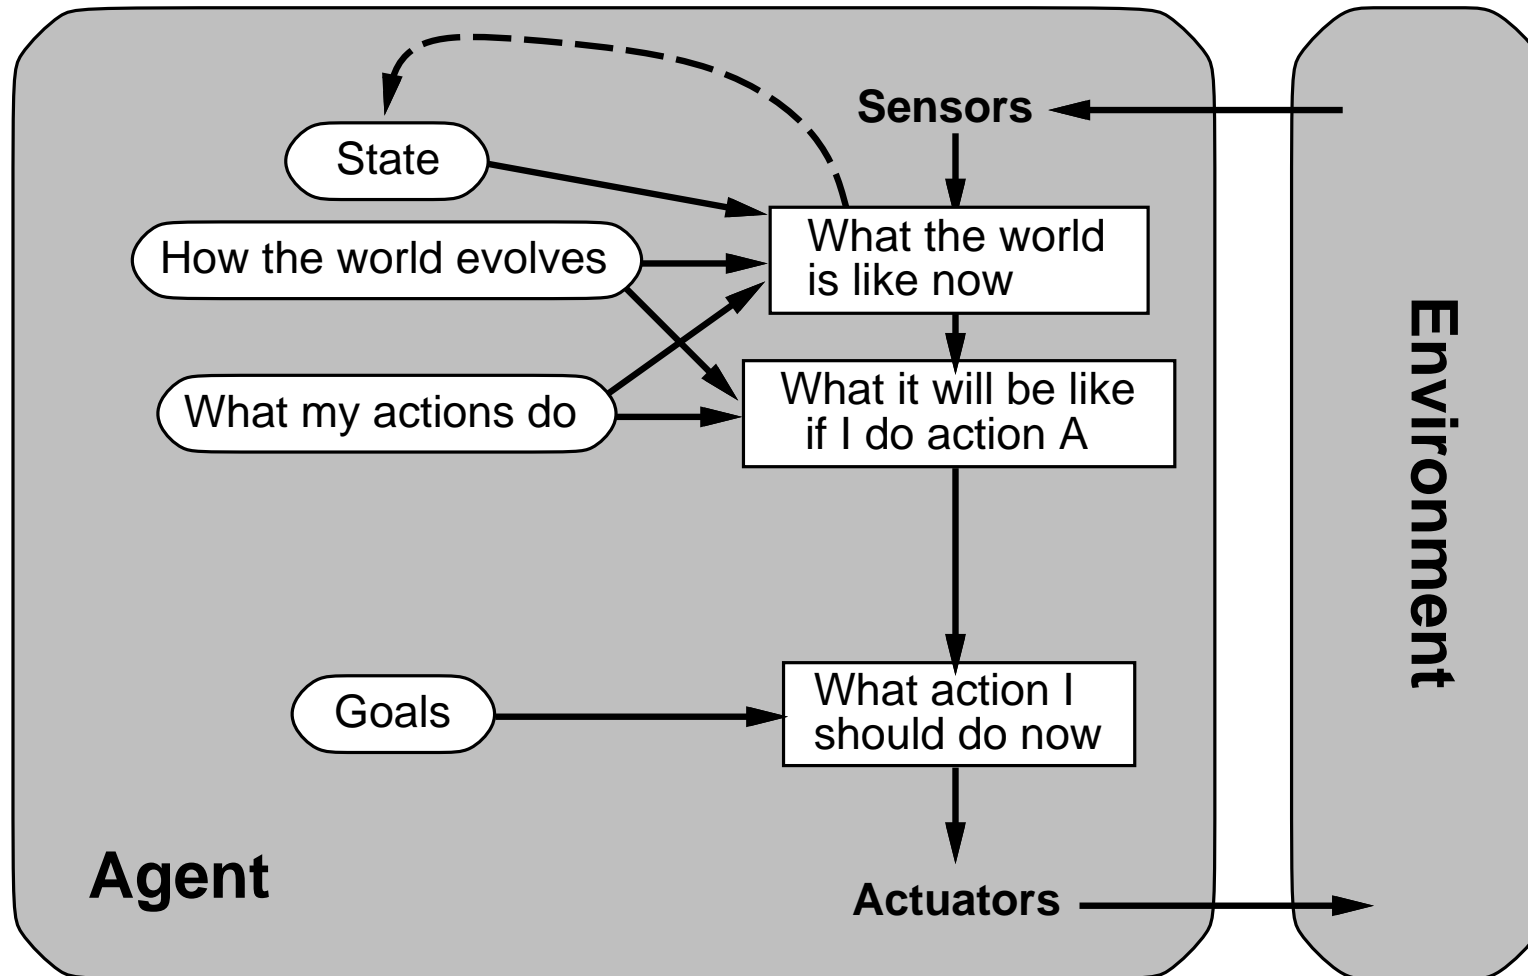 Sensors
State
What the world
is like now
How the world evolves
What it will be like
if I do action A
What my actions do
Goals
What action I
should do now
Agent
Actuators
Environment